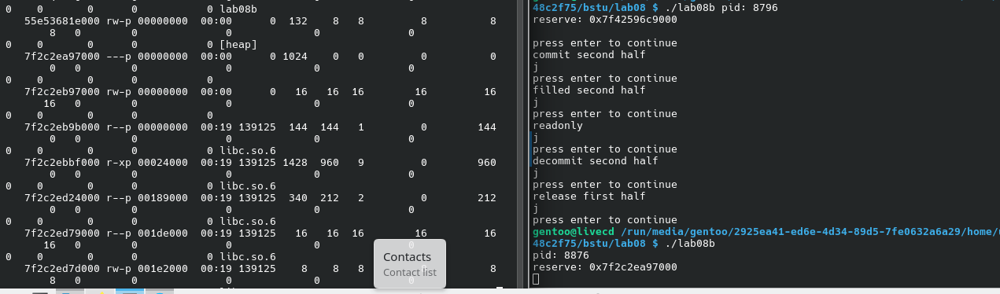 0 0 0 0 lab08b
55e53681e000 rw-p 00000000 00:00 0 132 8 8 8 8
8 0 0 0 0 0
0 0 0 0 [heap]
7f2c2ea97000 ---p 00000000 00:00 0 1024 0 0 0 0
0 0 0 0 0 0
0 0 0 0
7f2c2eb97000 rw-p 00000000 00:00 0 16 16 16 16 16
16 0 0 0 0 0
0 0 0 0
7f2c2eb9b000 r--p 00000000 00:19 139125 144 144 1 0 144
0 0 0 0 0 0
0 0 0 0 libc.so.6
7f2c2ebbf000 r-xp 00024000 00:19 139125 1428 960 9 0 960
0 0 0 0 0 0
0 0 0 0 libc.so.6
7f2c2ed24000 r--p 00189000 00:19 139125 340 212 2 0 212
0 0 0 0 0 0
0 0 0 0 libc.so.6
7f2c2ed79000 r--p 001de000 00:19 139125 16 16 16 16 16
16 0 0 0 0
0 0 0 0 libc.so.6
7f2c2ed7d000 rw-p 001e2000 00:19 139125 8 8 8 8
8 0 0 0 0 0
Contacts
Contact list
48c2f75/bstu/lab08 $ ./lab08b pid: 8796
reserve: 0x7f42596c9000
press enter to continue
commit second half
j
press enter to continue
filled second half
j
press enter to continue
readonly
j
press enter to continue
decommit second half
j
press enter to continue
release first half
j
press enter to continue
gentoo@livecd /run/media/gentoo/2925ea41-ed6e-4d34-89d5-7fe0632a6a29/home/
48c2f75/bstu/lab08 $ ./lab08b
pid: 8876
reserve: 0x7f2c2ea97000